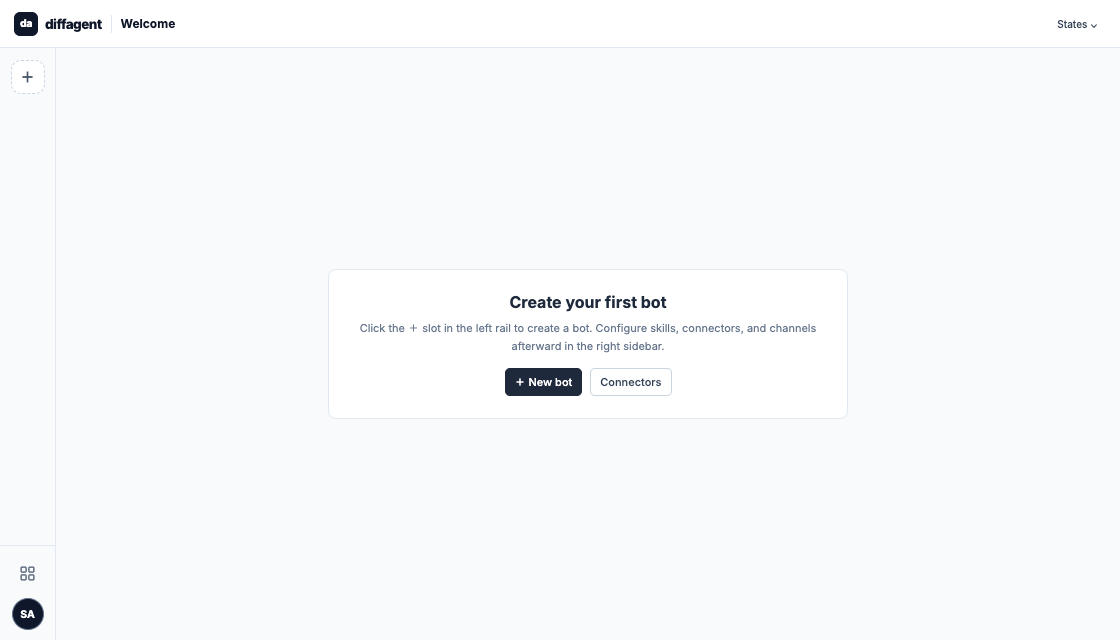 da diffagent Welcome States
+
Create your first bot
Click the + slot in the left rail to create a bot. Configure skills, connectors, and channels
afterward in the right sidebar.
+ New bot Connectors
SA